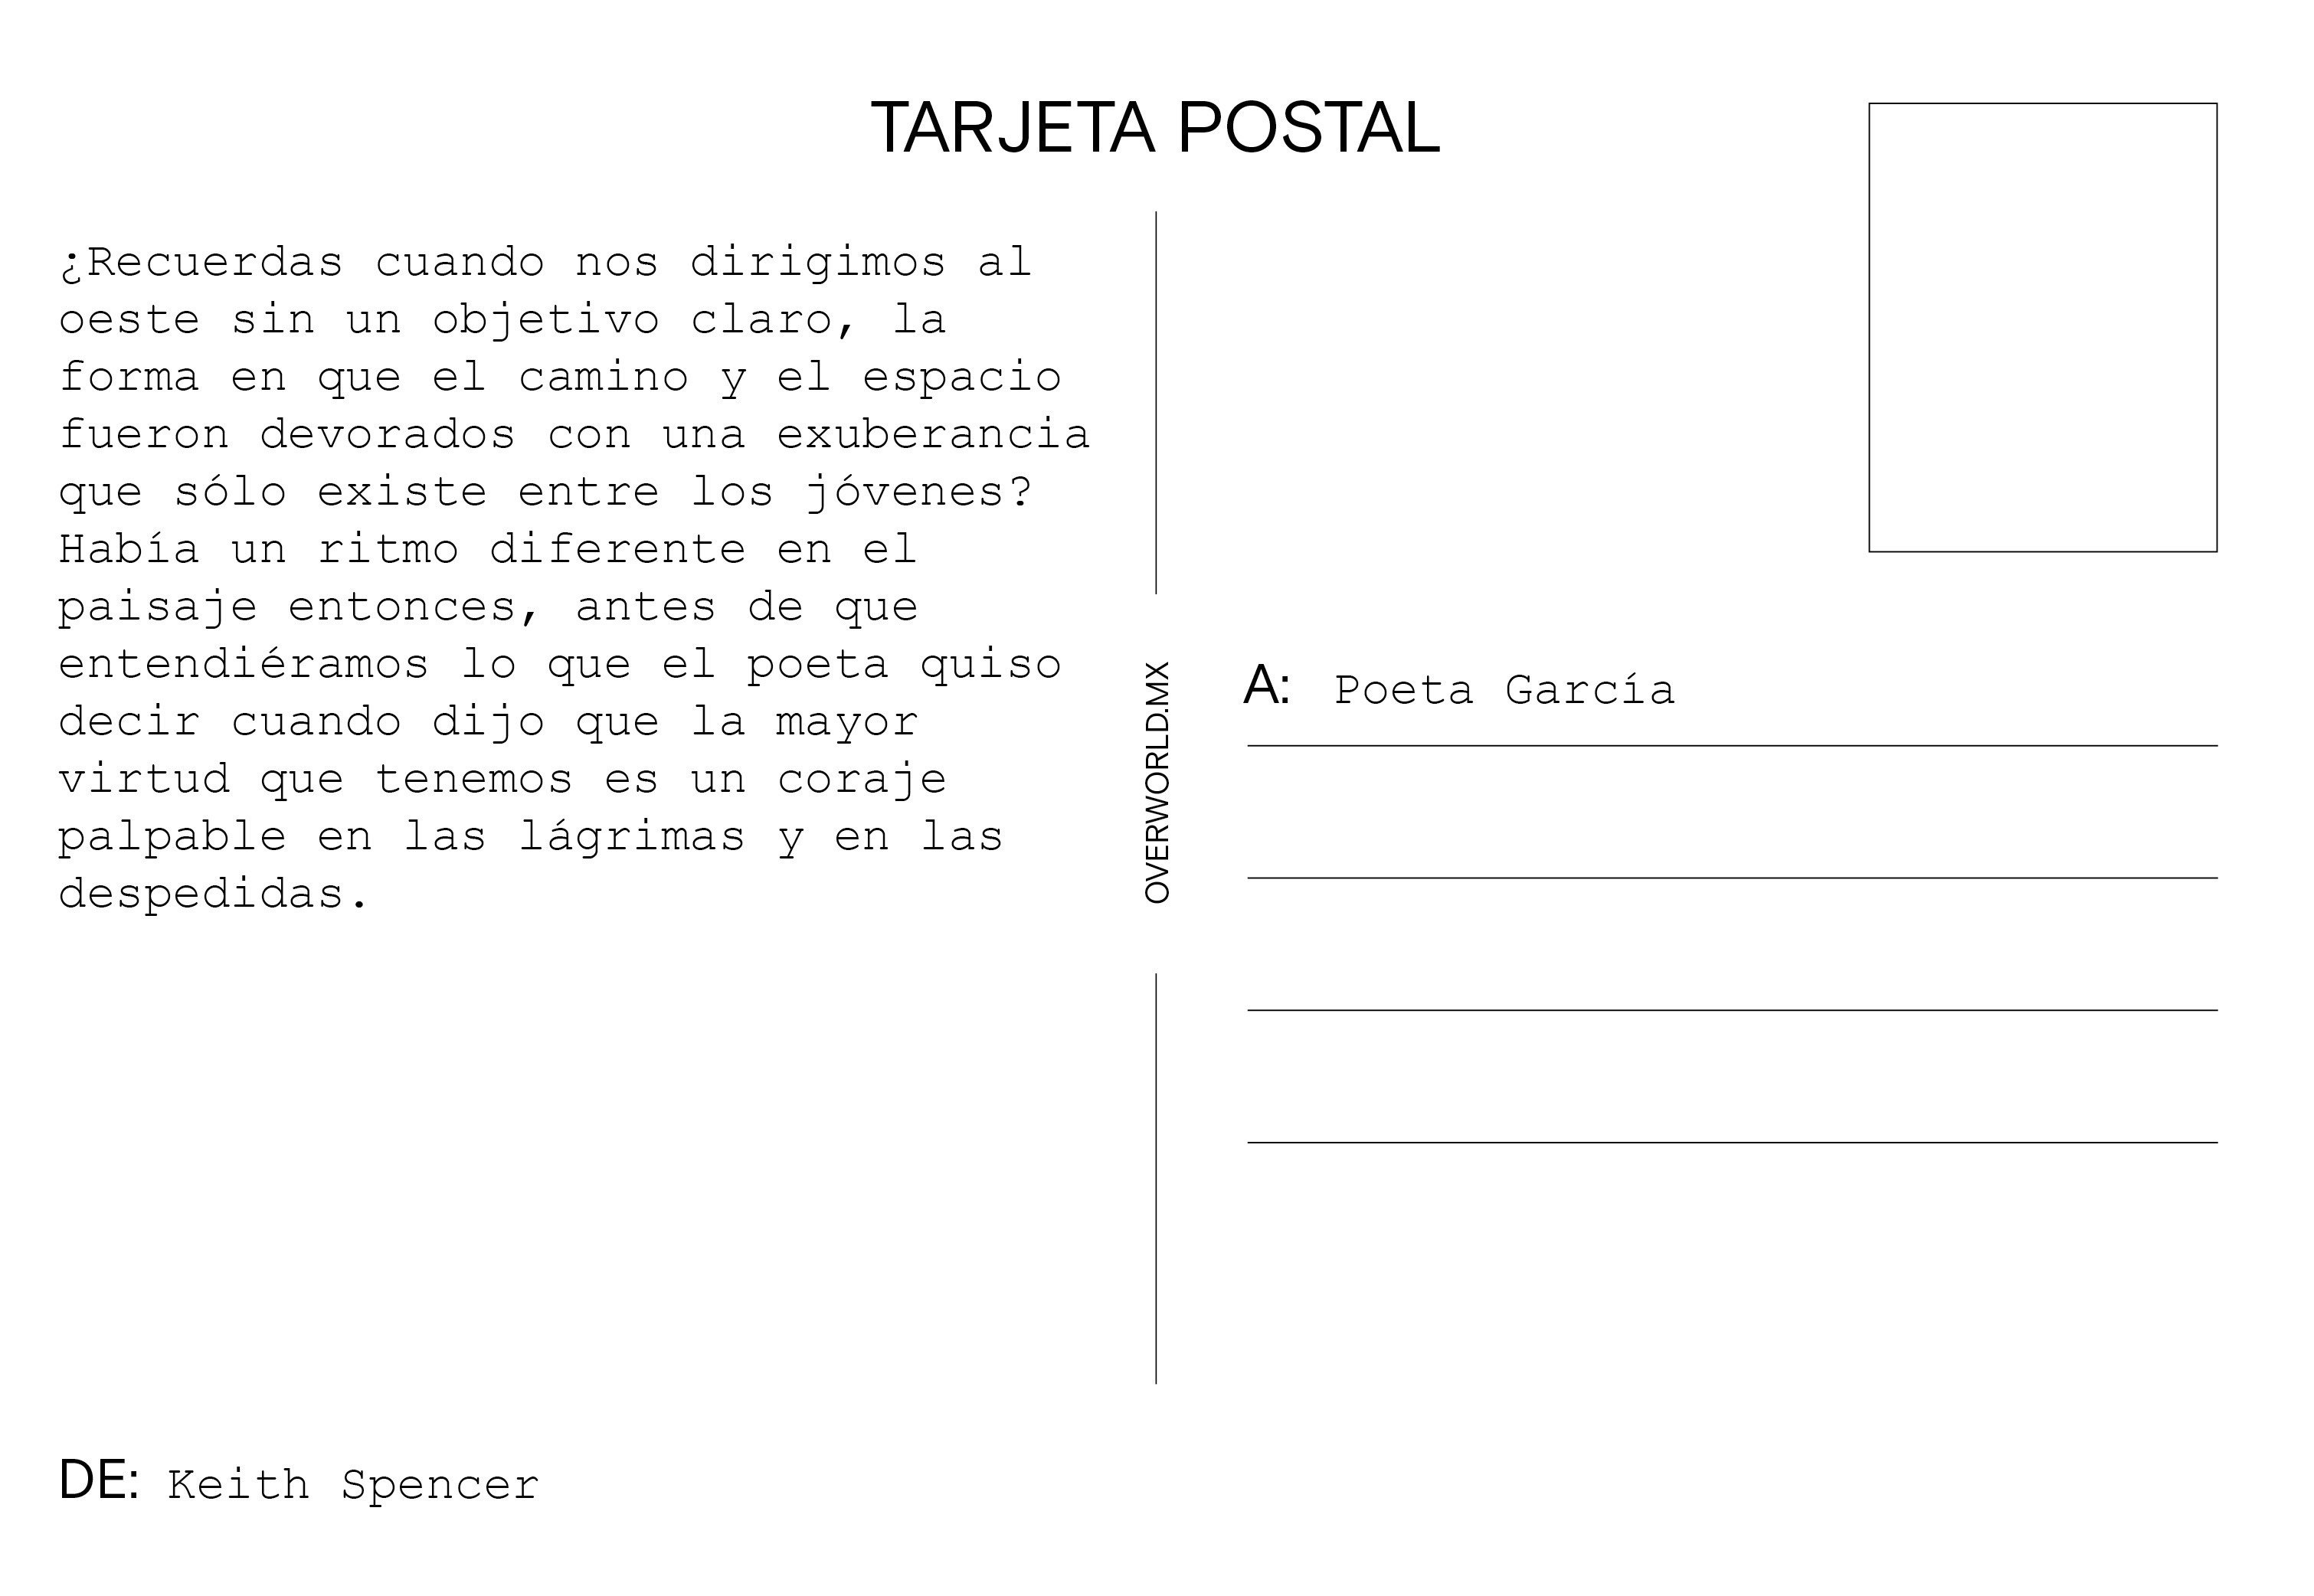 TARJETA POSTAL
¿Recuerdas cuando nos dirigimos al
oeste sin un objetivo claro, la
forma en que el camino y el espacio
fueron devorados con una exuberancia
que sólo existe entre los jóvenes?
Había un ritmo diferente en el
paisaje entonces, antes de que
entendiéramos lo que el poeta quiso
decir cuando dijo que la mayor
virtud que tenemos es un coraje
palpable en las lágrimas y en las
despedidas.
DE: Keith Spencer
OVERWORLD.MX
A: Poeta García